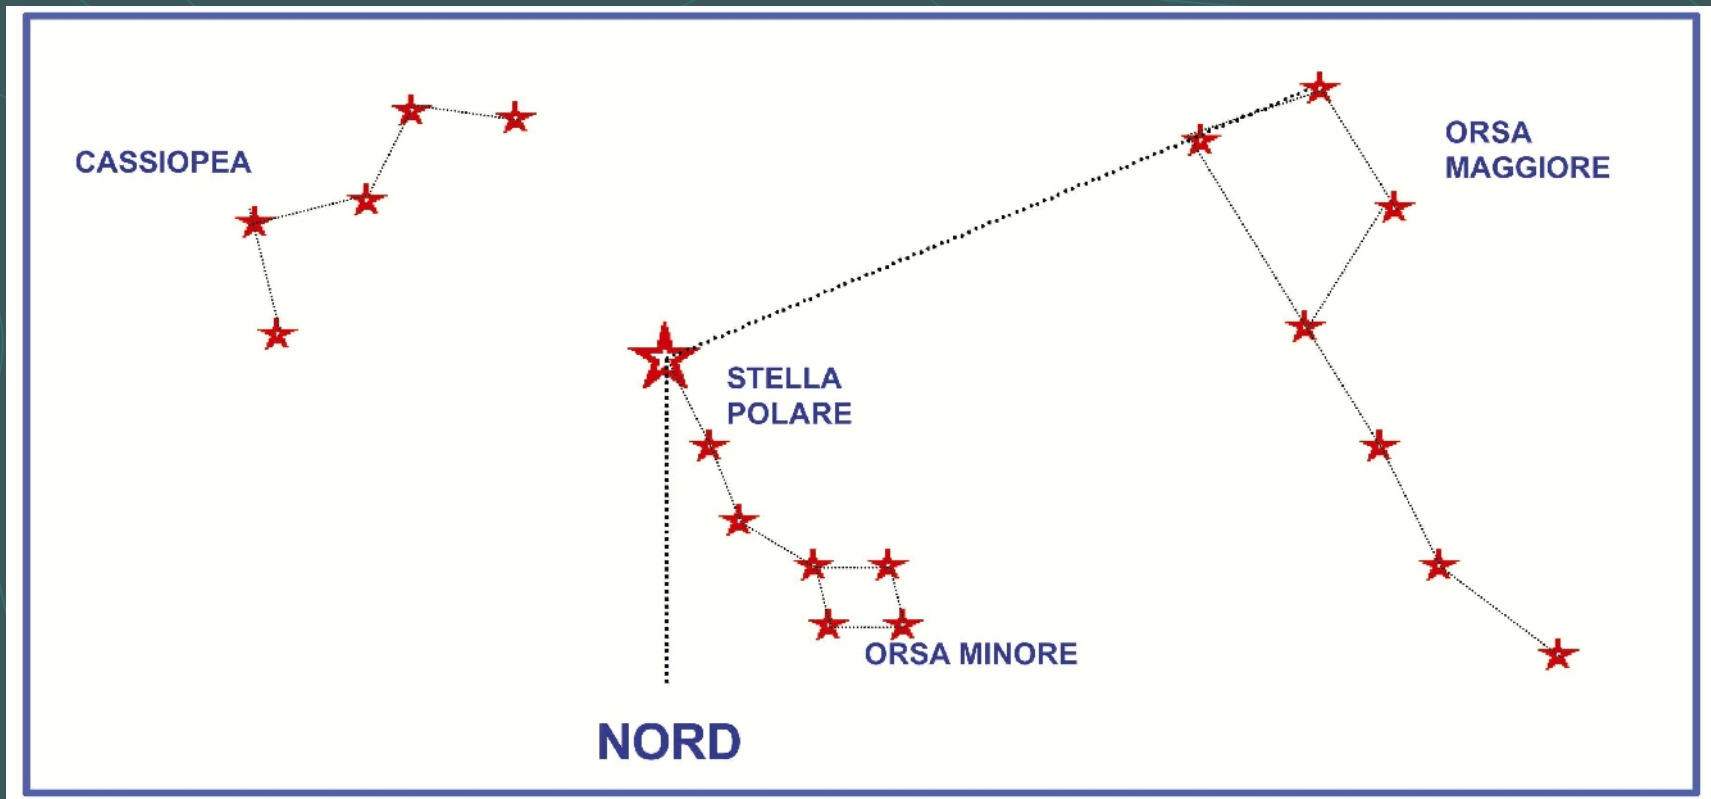 CASSIOPEA
ORSA
MAGGIORE
STELLA
POLARE
ORSA MINORE
NORD